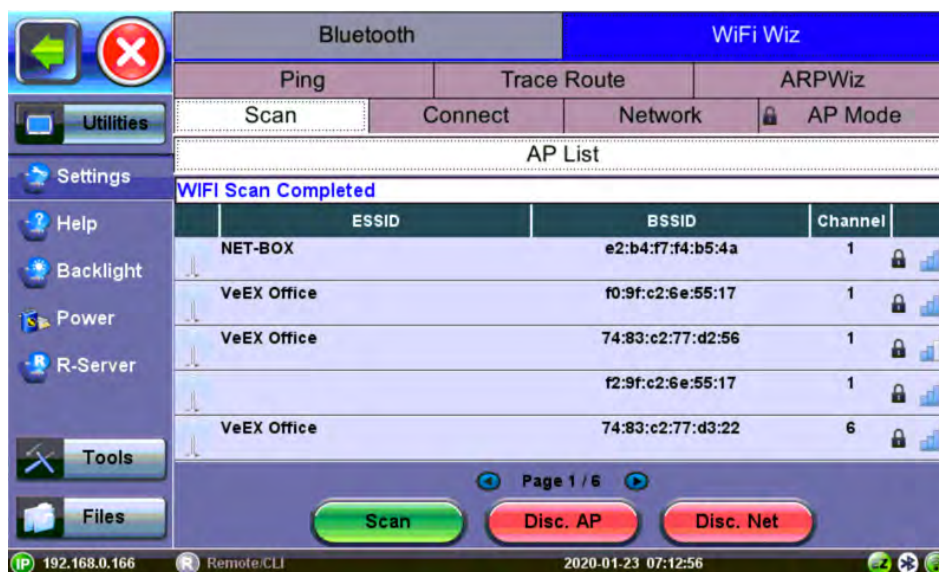 Bluetooth WiFi Wiz
Ping Trace Route ARPWiz
Utilities Scan Connect Network AP Mode
AP List
Settings WIFI Scan Completed
Help ESSID BSSID Channel
NET-BOX e2:b4:f7:f4:b5:4a 1
Backlight VeEX Office f0:9f:c2:6e:55:17 1
Power VeEX Office 74:83:c2:77:d2:56 1
R-Server f2:9f:c2:6e:55:17 1
VeEX Office 74:83:c2:77:d3:22 6
Tools
Page 1 / 6
Files Scan Disc. AP Disc. Net
IP 192.168.0.166 R Remote/CLI 2020-01-23 07:12:56